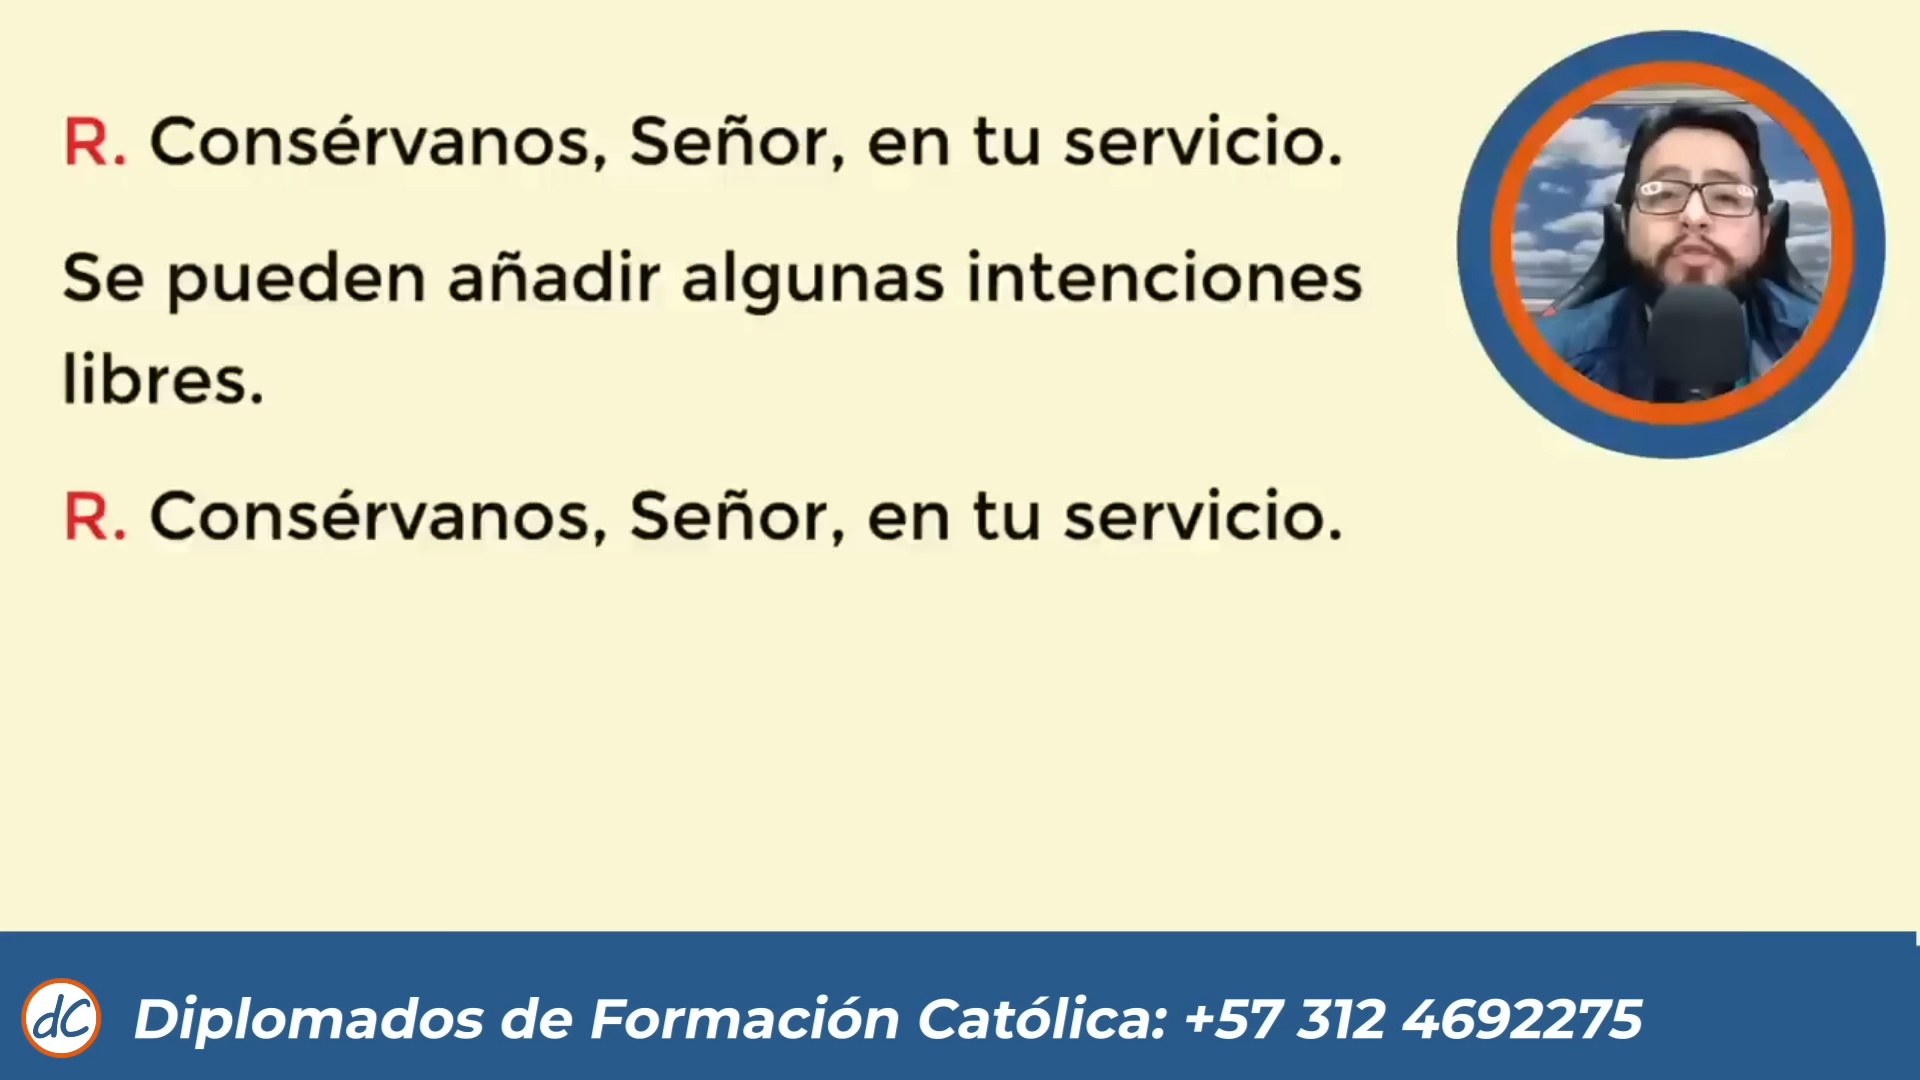 R. Consérvanos, Señor, en tu servicio.
Se pueden añadir algunas intenciones
libres.
R. Consérvanos, Señor, en tu servicio.
dC Diplomados de Formación Católica: +57 312 4692275